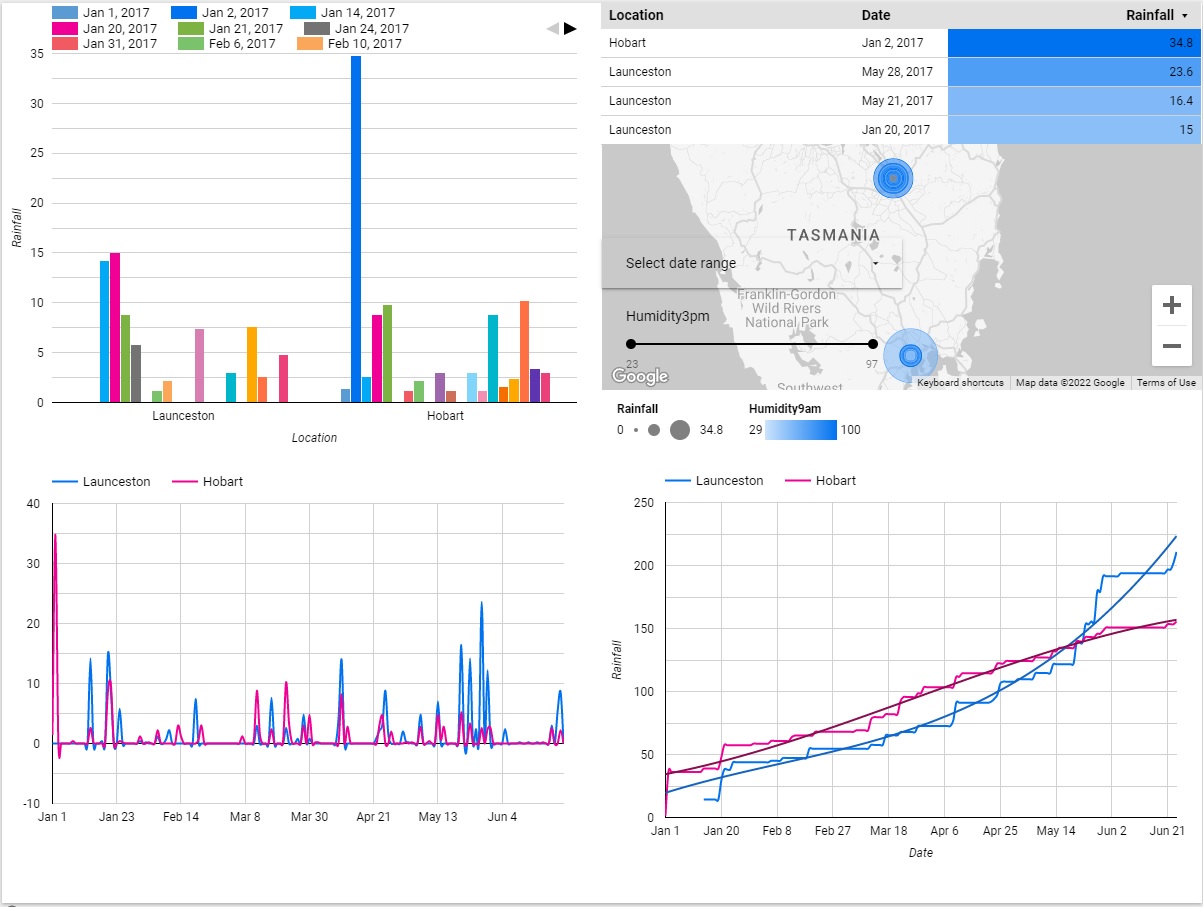 Jan 1, 2017 Jan 2, 2017 Jan 14, 2017
Jan 20, 2017 Jan 21, 2017 Jan 24, 2017
Jan 31, 2017 Feb 6, 2017 Feb 10, 2017
35
30
25
20
15
10
5
0
Rainfall
Launceston Hobart
Location
Location Date Rainfall
Hobart Jan 2, 2017 34.8
Launceston May 28, 2017 23.6
Launceston May 21, 2017 16.4
Launceston Jan 20, 2017 15
TASMANIA
Select date range
Franklin-Gordon
Wild Rivers
National Park
Humidity3pm
23 97
Google
Southwest
Keyboard shortcuts Map data ©2022 Google Terms of Use
Rainfall Humidity9am
0 34.8 29 100
Launceston Hobart
40
30
20
10
0
-10
Jan 1 Jan 23 Feb 14 Mar 8 Mar 30 Apr 21 May 13 Jun 4
Launceston Hobart
250
200
150
100
50
0
Rainfall
Jan 1 Jan 20 Feb 8 Feb 27 Mar 18 Apr 6 Apr 25 May 14 Jun 2 Jun 21
Date